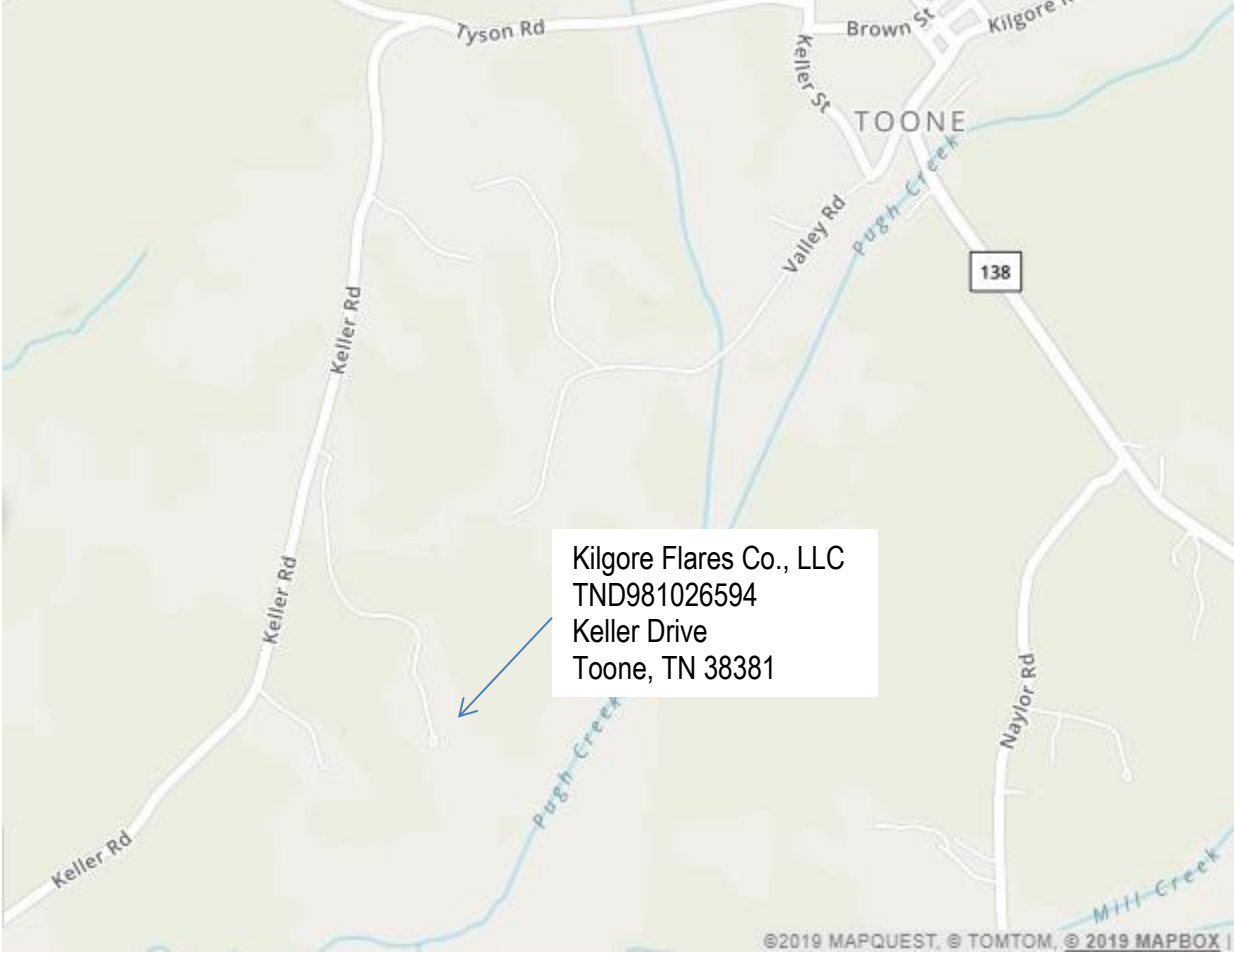 Tyson Rd
Brown St
Kilgore
Keller St
TOONE
Pugh Creek
Valley Rd
138
Keller Rd
Keller Rd
Kilgore Flares Co., LLC
TND981026594
Keller Drive
Toone, TN 38381
Naylor Rd
Pugh Creek
Keller Rd
Mill Creek
©2019 MAPQUEST, © TOMTOM, © 2019 MAPBOX |